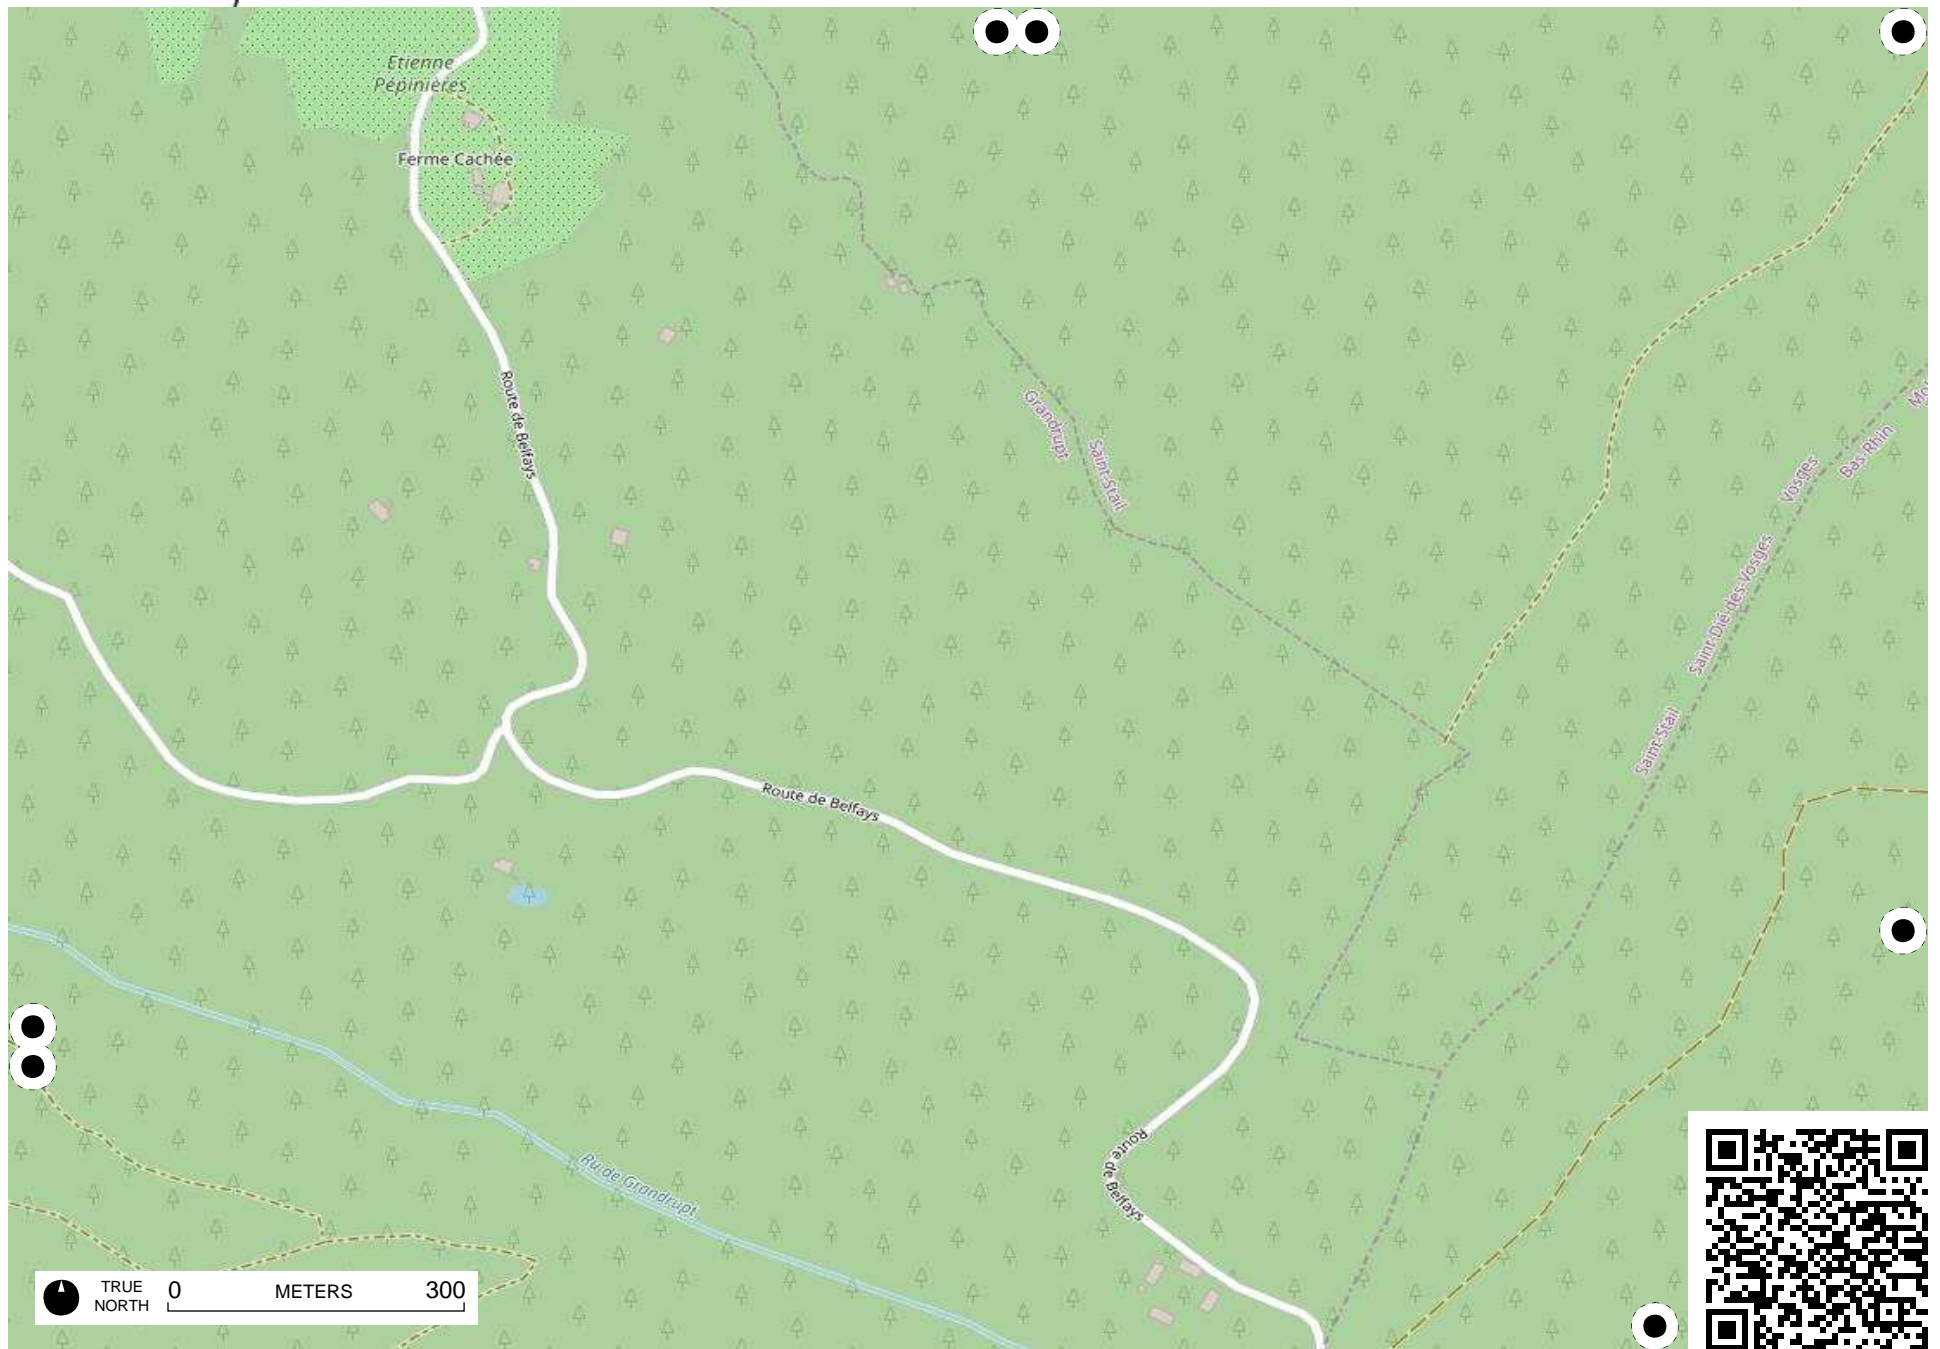 Etienne
Pépinières
Ferme Cachée
Route de Belfays
Grandrupt
Saint-Stail
Vosges
Bas-Rhin
Saint-Dié-des-Vosges
Saint-Stail
Route de Belfays
Route de Belfays
Ru de Grandrupt
TRUE
NORTH
0 METERS 300